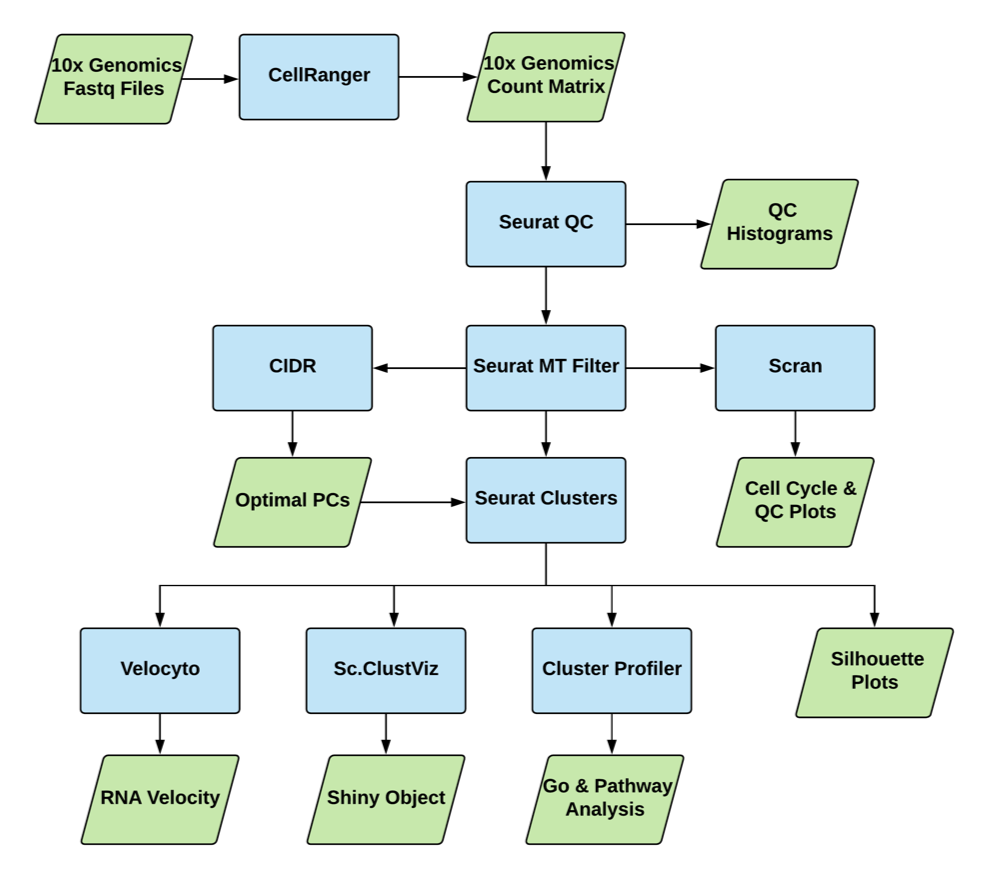 10x Genomics
Fastq Files
CellRanger
10x Genomics
Count Matrix
Seurat QC
QC
Histograms
CIDR
Seurat MT Filter
Scran
Optimal PCs
Seurat Clusters
Cell Cycle &
QC Plots
Velocyto
Sc.ClustViz
Cluster Profiler
Silhouette
Plots
RNA Velocity
Shiny Object
Go & Pathway
Analysis